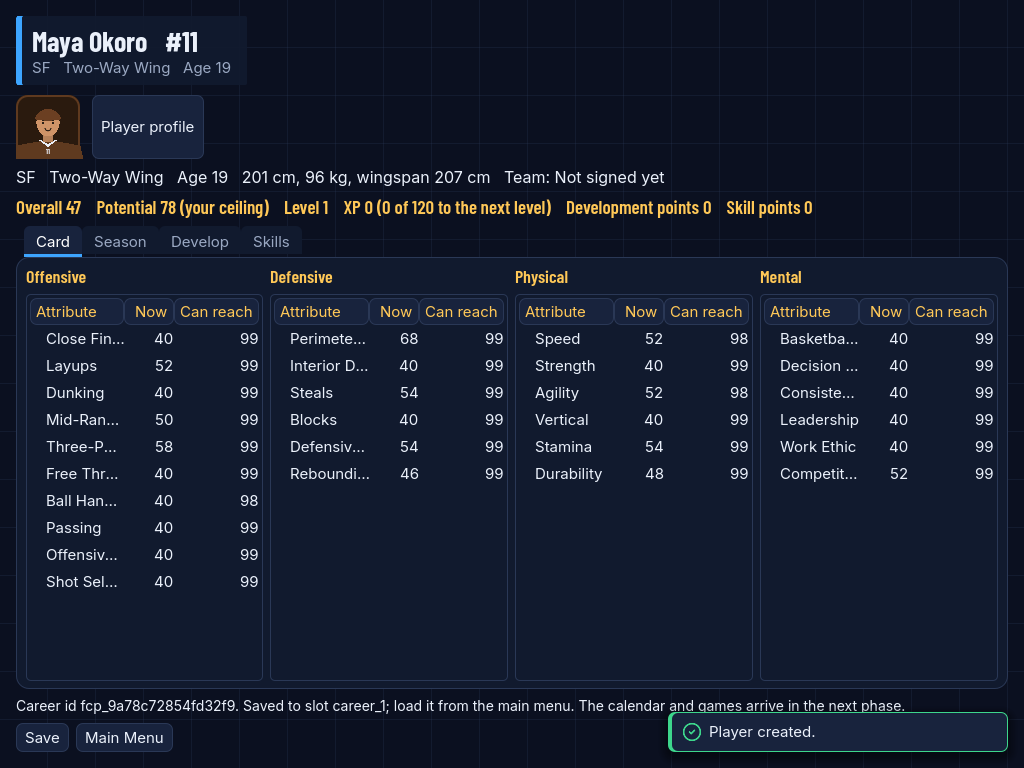 Maya Okoro #11
SF Two-Way Wing Age 19
11
Player profile
SF Two-Way Wing Age 19 201 cm, 96 kg, wingspan 207 cm Team: Not signed yet
Overall 47 Potential 78 (your ceiling) Level 1 XP 0 (0 of 120 to the next level) Development points 0 Skill points 0
Card Season Develop Skills
Offensive Defensive Physical Mental
Attribute Now Can reach Attribute Now Can reach Attribute Now Can reach Attribute Now Can reach
Close Fin... 40 99 Perimete... 68 99 Speed 52 98 Basketba... 40 99
Layups 52 99 Interior D... 40 99 Strength 40 99 Decision ... 40 99
Dunking 40 99 Steals 54 99 Agility 52 98 Consiste... 40 99
Mid-Ran... 50 99 Blocks 40 99 Vertical 40 99 Leadership 40 99
Three-P... 58 99 Defensiv... 54 99 Stamina 54 99 Work Ethic 40 99
Free Thr... 40 99 Reboundi... 46 99 Durability 48 99 Competit... 52 99
Ball Han... 40 98
Passing 40 99
Offensiv... 40 99
Shot Sel... 40 99
Career id fcp_9a78c72854fd32f9. Saved to slot career_1; load it from the main menu. The calendar and games arrive in the next phase.
Save Main Menu Player created.